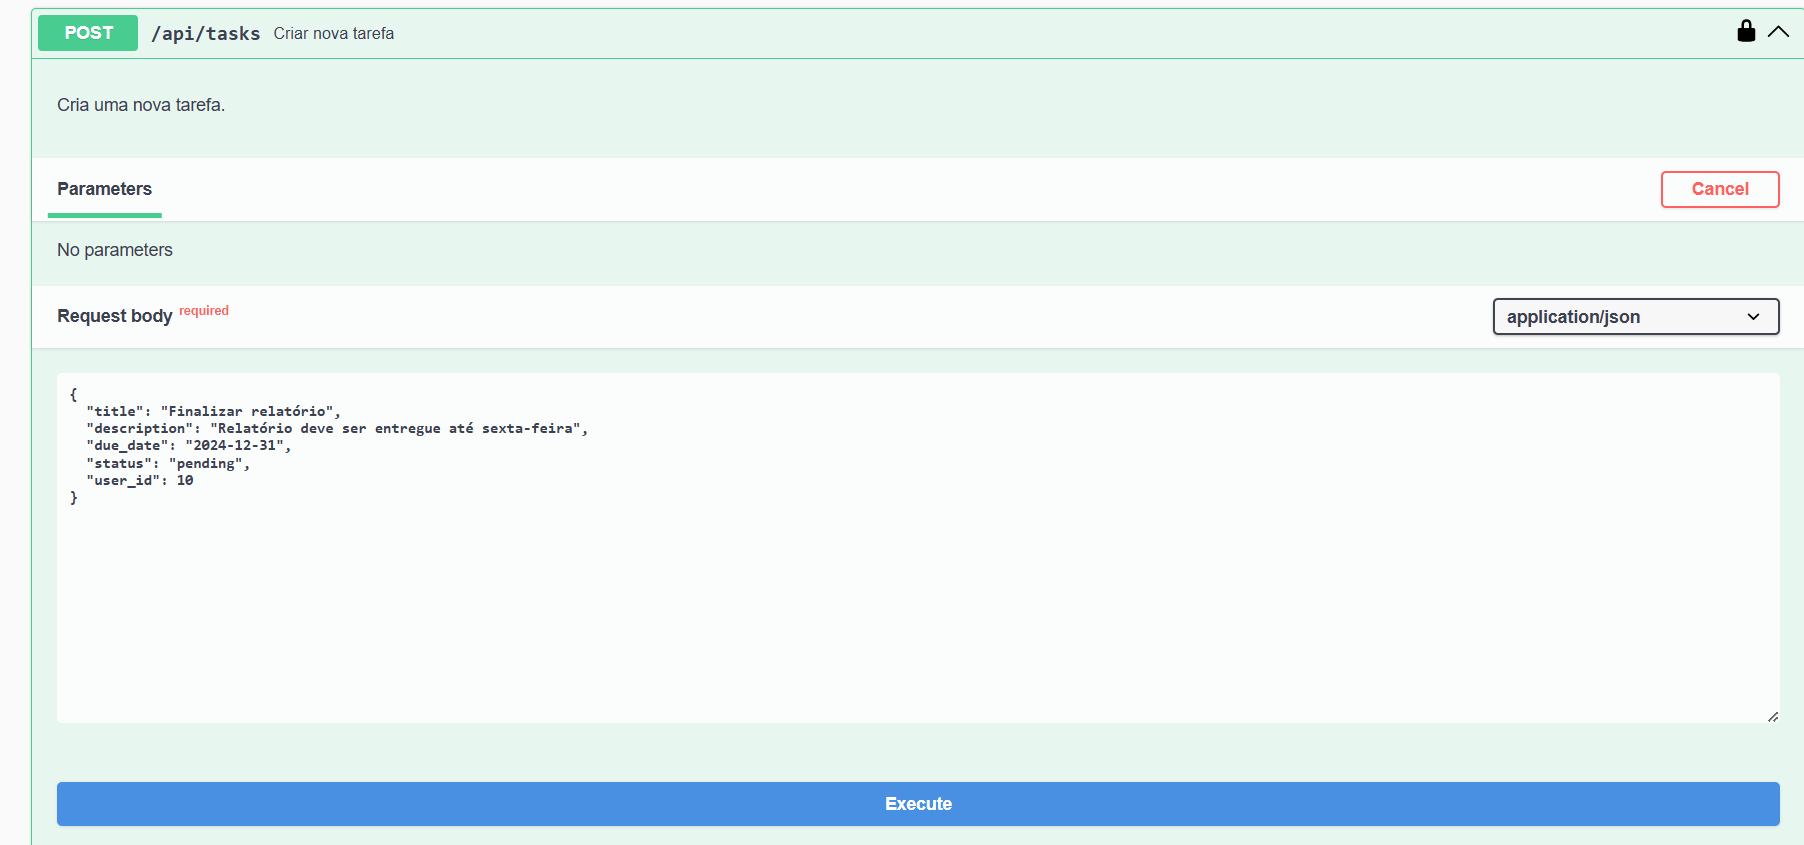 POST /api/tasks Criar nova tarefa
Cria uma nova tarefa.
Parameters Cancel
No parameters
Request body required application/json
{
  "title": "Finalizar relatório",
  "description": "Relatório deve ser entregue até sexta-feira",
  "due_date": "2024-12-31",
  "status": "pending",
  "user_id": 10
}
Execute